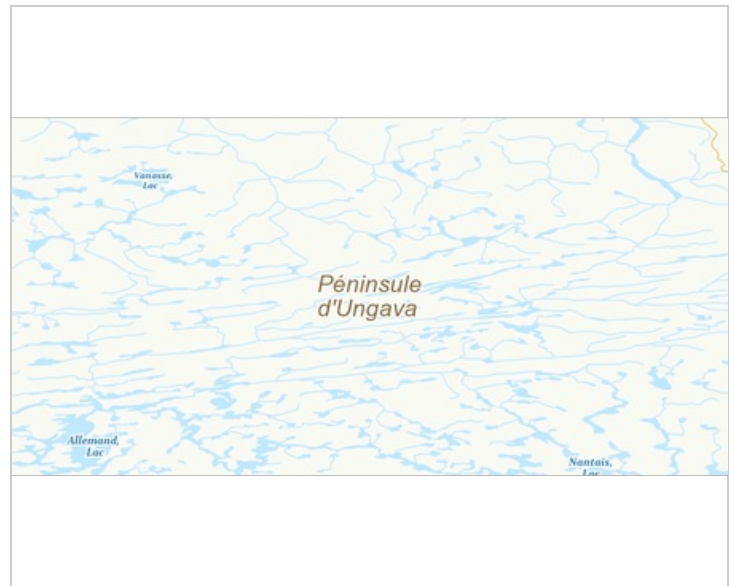 Vanasse,
Lac
Péninsule
d'Ungava
Allemand,
Lac
Nantais,
Lac